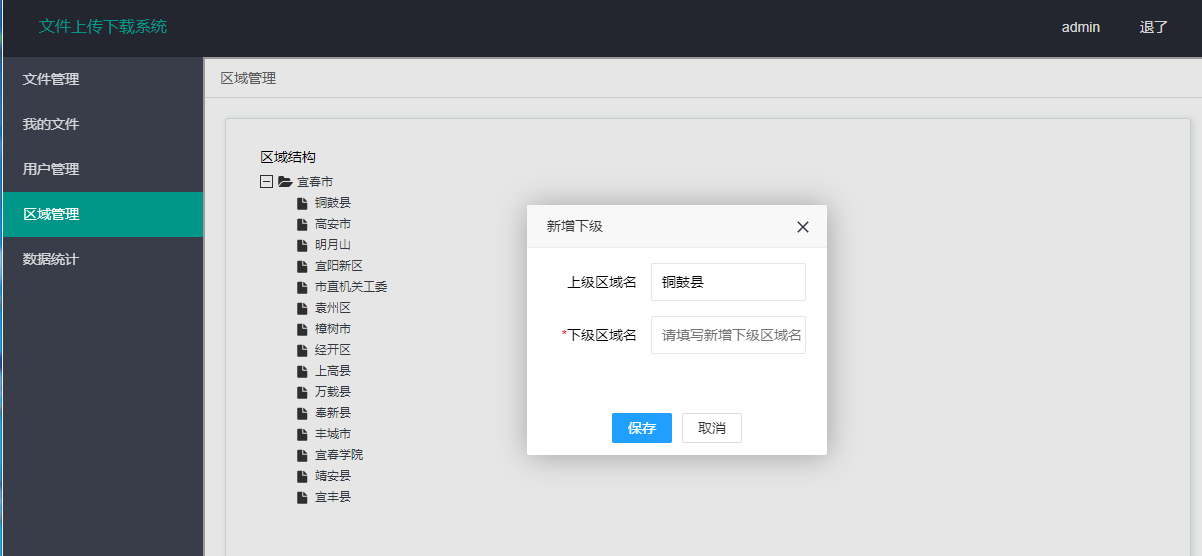 文件上传下载系统
admin
退了
文件管理
我的文件
用户管理
区域管理
数据统计
区域管理
区域结构
宜春市
铜鼓县
高安市
明月山
宜阳新区
市直机关工委
袁州区
樟树市
经开区
上高县
万载县
奉新县
丰城市
宜春学院
靖安县
宜丰县
新增下级
上级区域名 铜鼓县
*下级区域名 请填写新增下级区域名
保存 取消